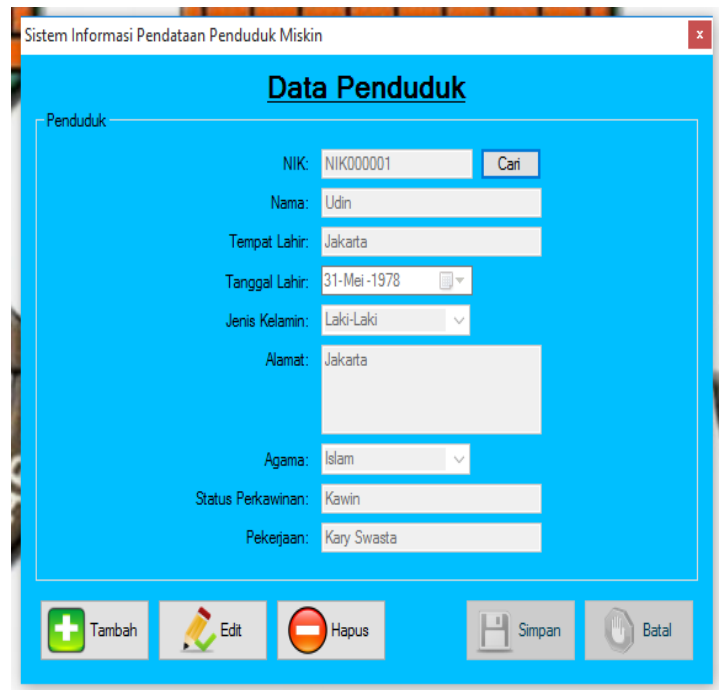 Sistem Informasi Pendataan Penduduk Miskin x
Data Penduduk
Penduduk
NIK: NIK000001 Cari
Nama: Udin
Tempat Lahir: Jakarta
Tanggal Lahir: 31-Mei -1978
Jenis Kelamin: Laki-Laki
Alamat: Jakarta
Agama: Islam
Status Perkawinan: Kawin
Pekerjaan: Kary Swasta
Tambah Edit Hapus Simpan Batal